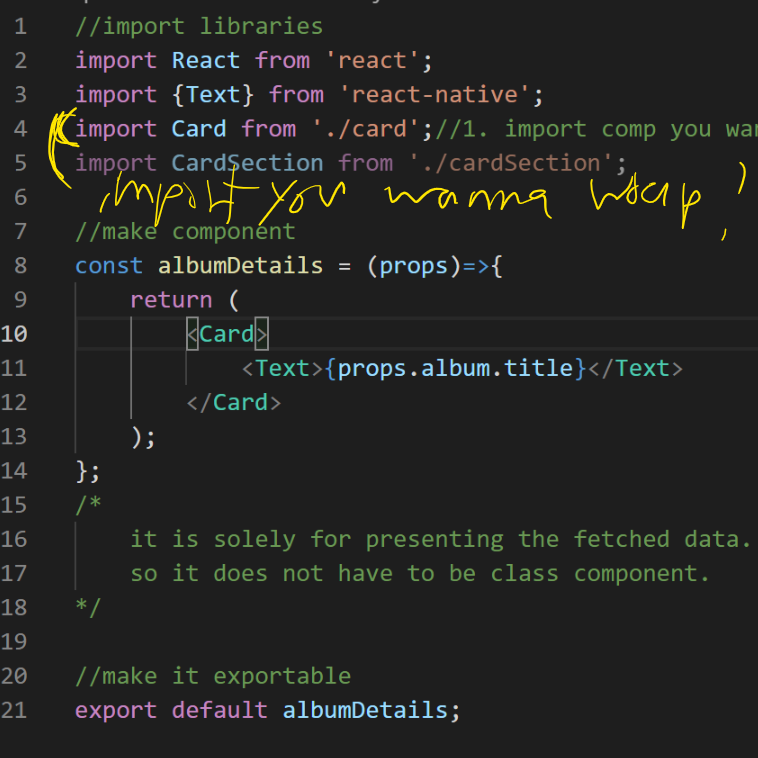 1 //import libraries
2 import React from 'react';
3 import {Text} from 'react-native';
4 import Card from './card';//1. import comp you wan
5 import CardSection from './cardSection';
6 import you wanna wrap,
7 //make component
8 const albumDetails = (props)=>{
9 return (
10 <Card>
11 <Text>{props.album.title}</Text>
12 </Card>
13 );
14 };
15 /*
16 it is solely for presenting the fetched data.
17 so it does not have to be class component.
18 */
19
20 //make it exportable
21 export default albumDetails;